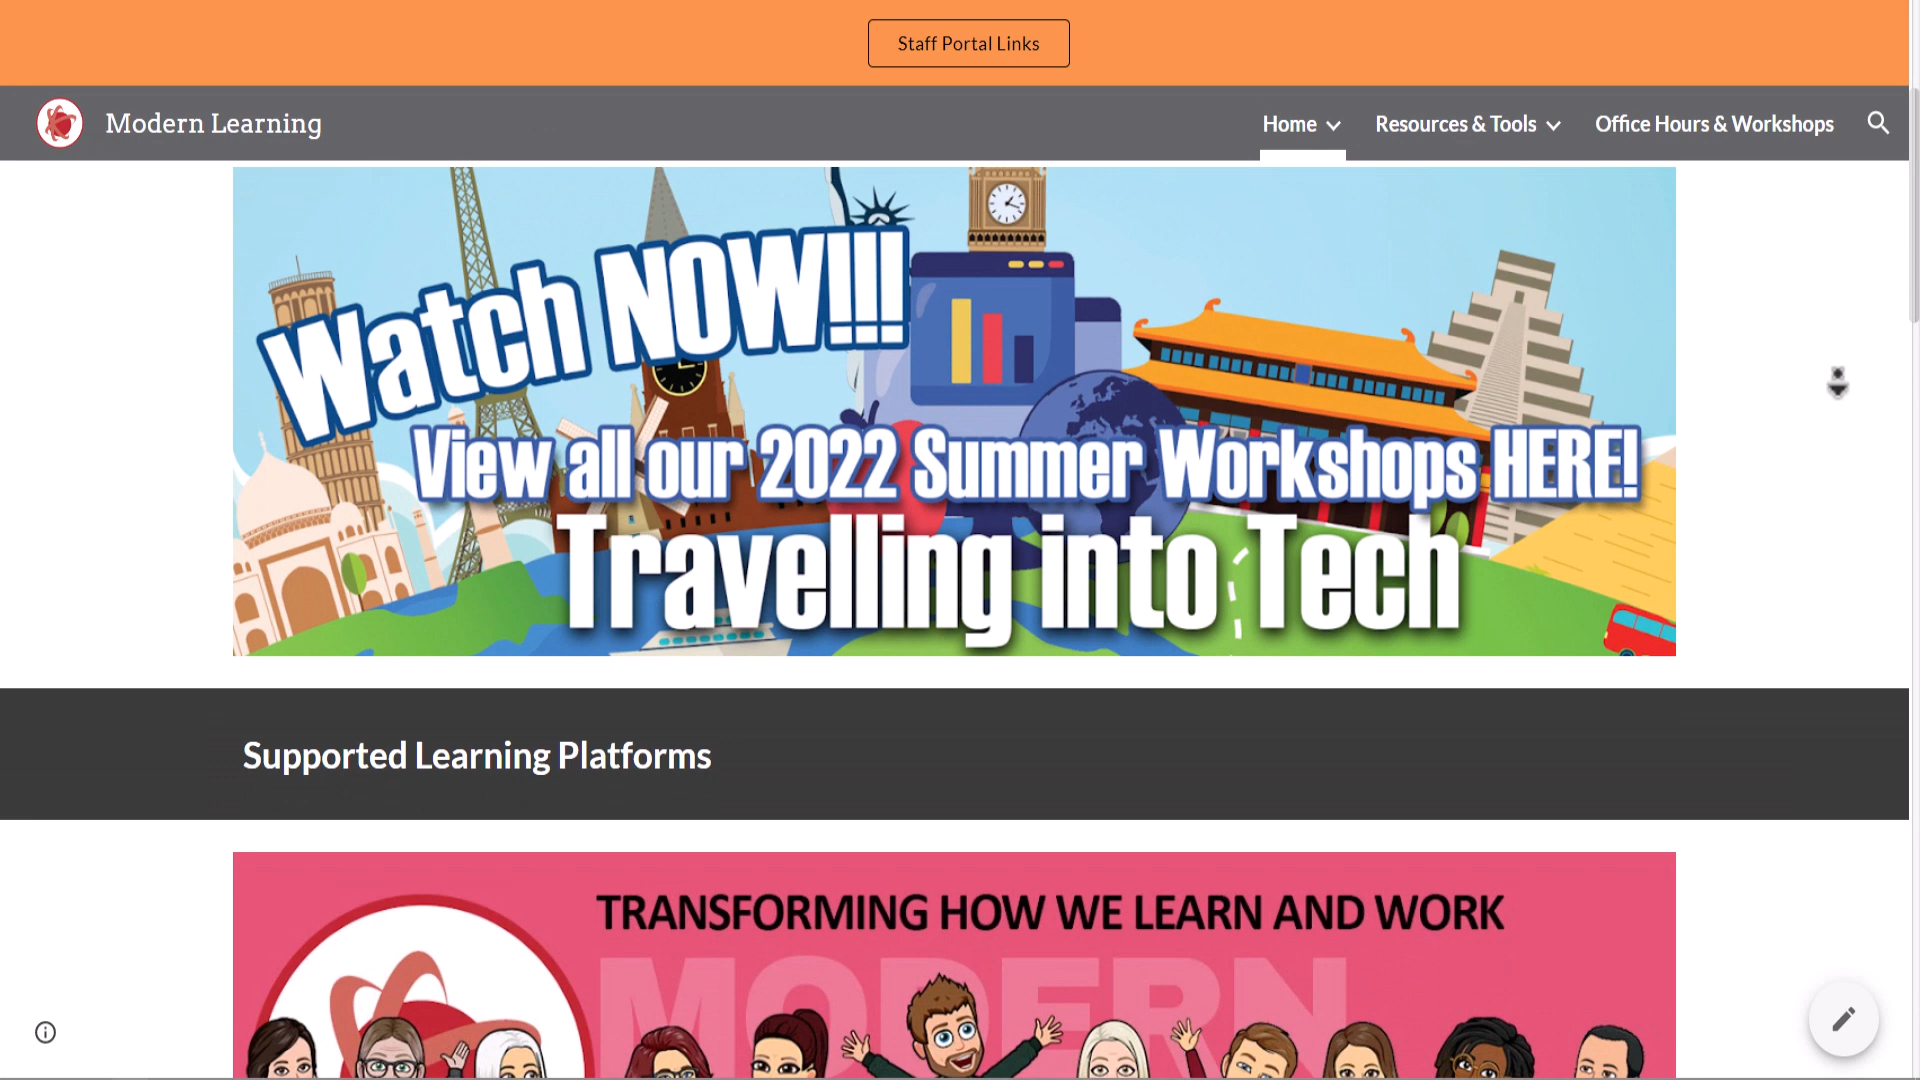 Staff Portal Links
Modern Learning
Home
Resources & Tools
Office Hours & Workshops
Watch NOW!!!
View all our 2022 Summer Workshops HERE!
Travelling into Tech
Supported Learning Platforms
TRANSFORMING HOW WE LEARN AND WORK
MODERN